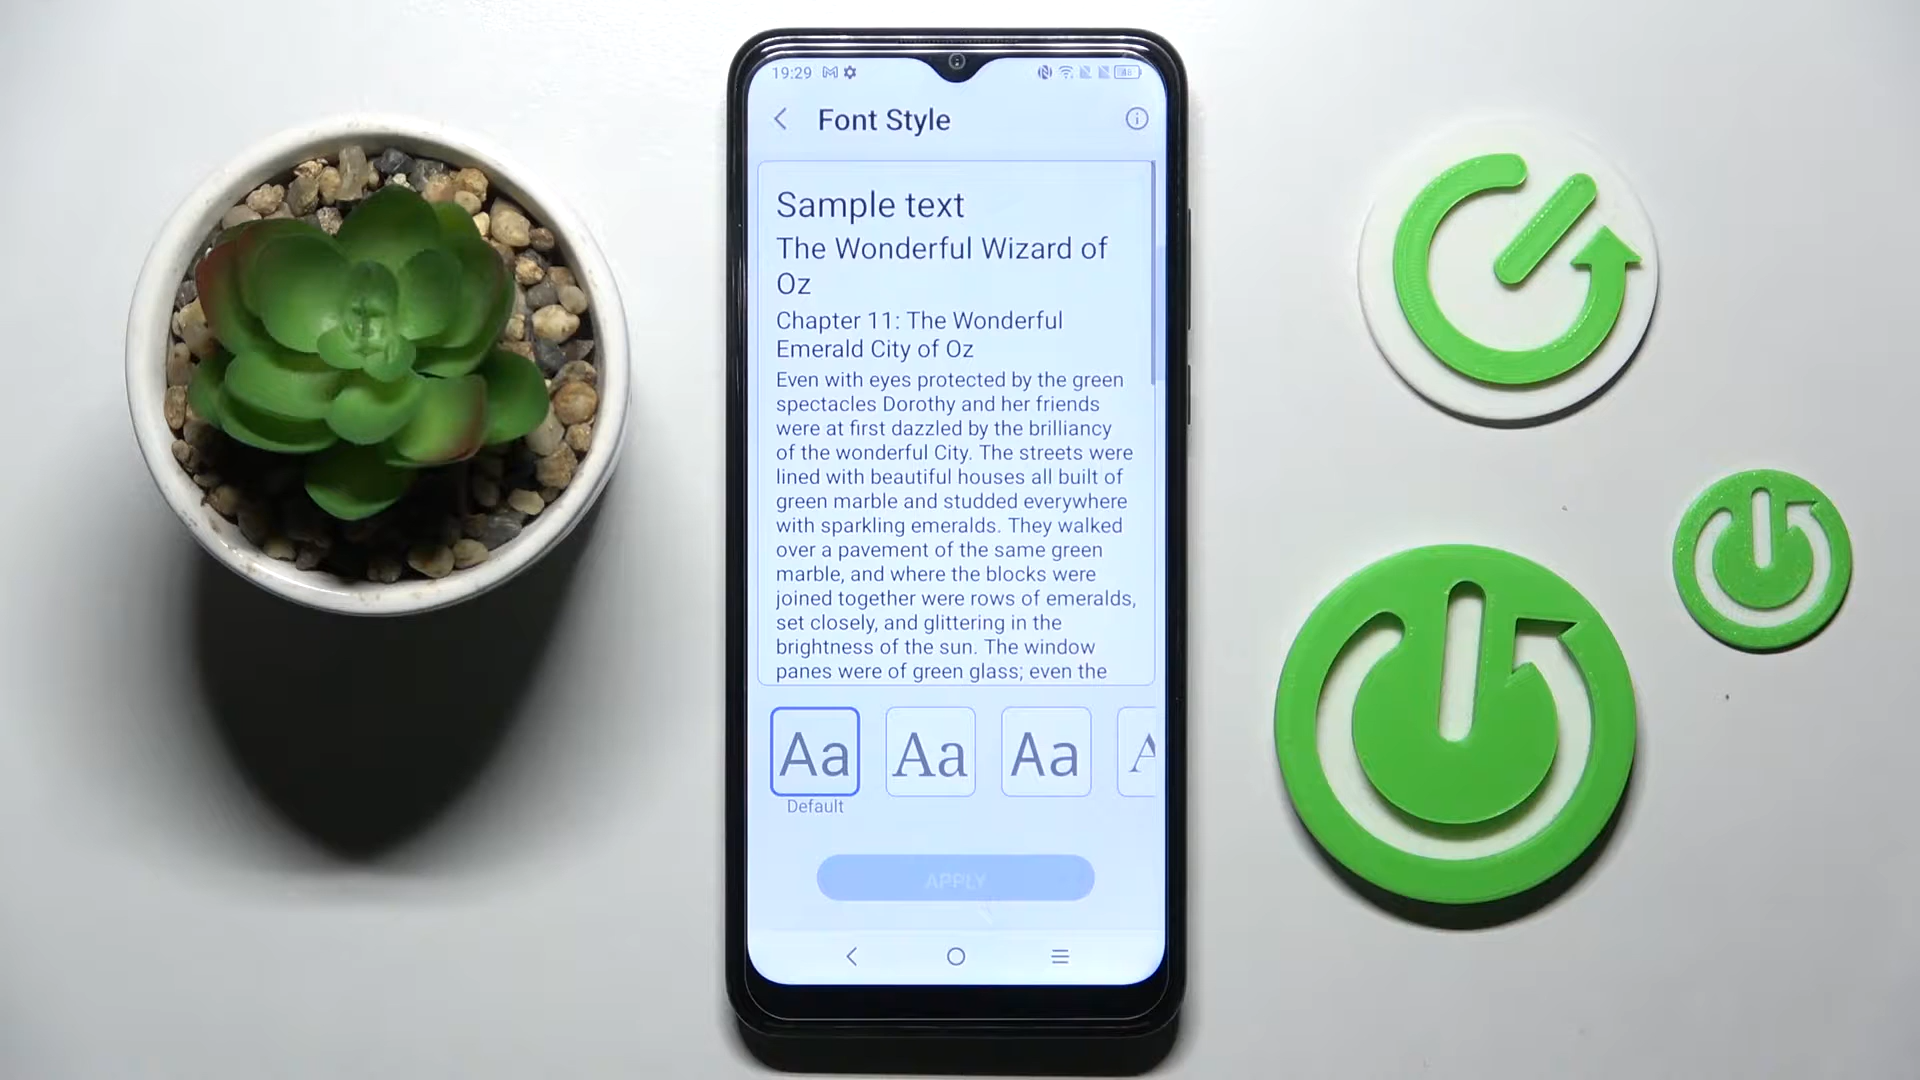 19:29
Font Style
Sample text
The Wonderful Wizard of
Oz
Chapter 11: The Wonderful
Emerald City of Oz
Even with eyes protected by the green
spectacles Dorothy and her friends
were at first dazzled by the brilliancy
of the wonderful City. The streets were
lined with beautiful houses all built of
green marble and studded everywhere
with sparkling emeralds. They walked
over a pavement of the same green
marble, and where the blocks were
joined together were rows of emeralds,
set closely, and glittering in the
brightness of the sun. The window
panes were of green glass; even the
Aa Aa Aa A
Default
APPLY